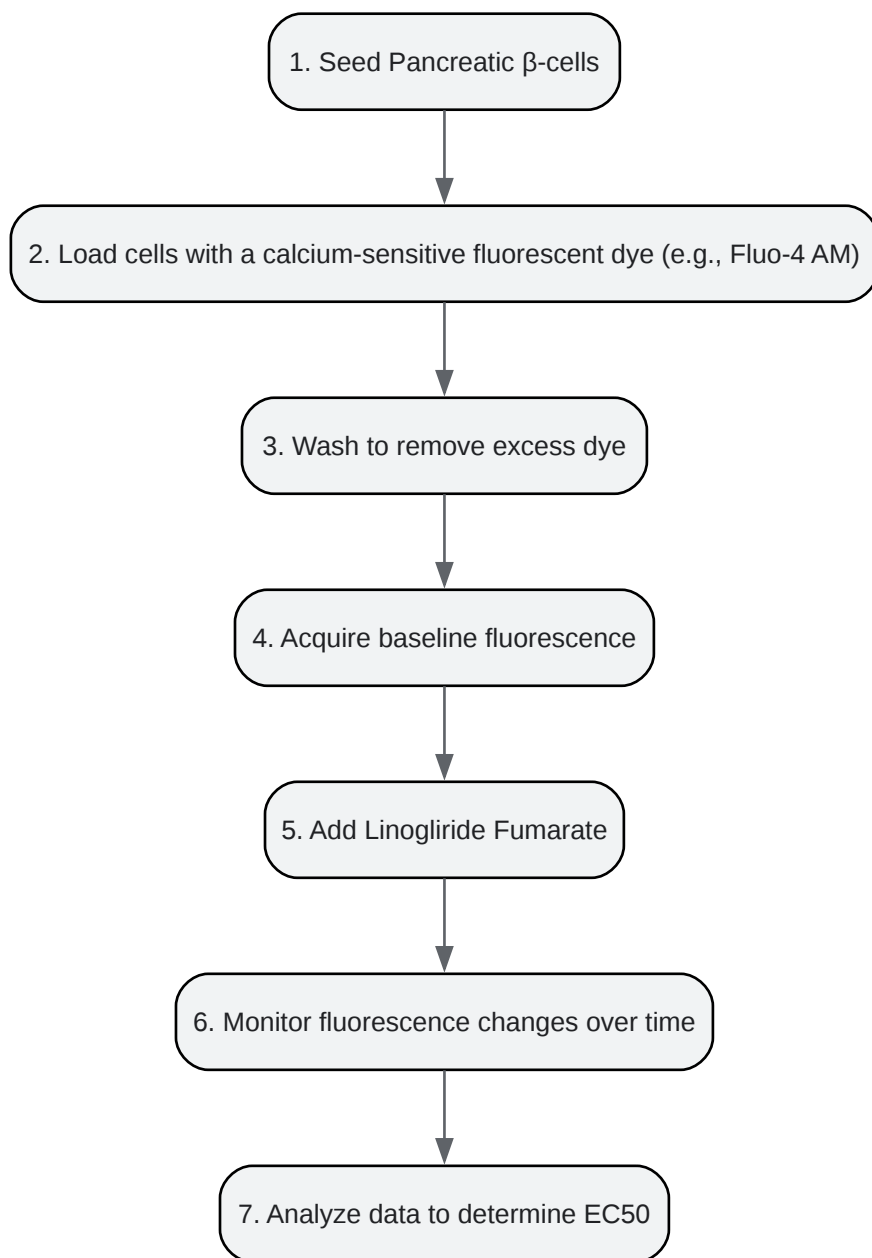 1. Seed Pancreatic β-cells
2. Load cells with a calcium-sensitive fluorescent dye (e.g., Fluo-4 AM)
3. Wash to remove excess dye
4. Acquire baseline fluorescence
5. Add Linogliride Fumarate
6. Monitor fluorescence changes over time
7. Analyze data to determine EC50